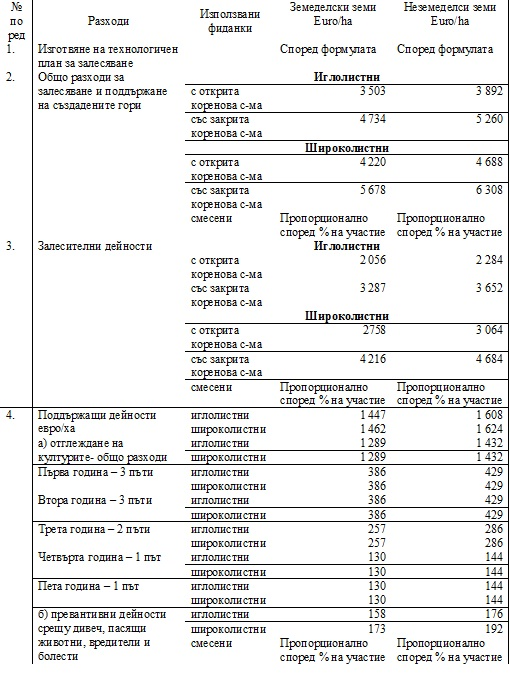 № по ред | Разходи | Използвани фиданки | Земеделски земи Euro/ha | Неземеделски земи Euro/ha
1. | Изготвяне на технологичен план за залесяване | | Според формулата | Според формулата
2. | Общо разходи за залесяване и поддържане на създадените гори | | Иглолистни
с открита коренова с-ма | 3 503 | 3 892
със закрита коренова с-ма | 4 734 | 5 260
Широколистни
с открита коренова с-ма | 4 220 | 4 688
със закрита коренова с-ма | 5 678 | 6 308
смесени | Пропорционално според % на участие | Пропорционално според % на участие
3. | Залесителни дейности | | Иглолистни
с открита коренова с-ма | 2 056 | 2 284
със закрита коренова с-ма | 3 287 | 3 652
Широколистни
с открита коренова с-ма | 2758 | 3 064
със закрита коренова с-ма | 4 216 | 4 684
смесени | Пропорционално според % на участие | Пропорционално според % на участие
4. | Поддържащи дейности евро/ха | иглолистни | 1 447 | 1 608
широколистни | 1 462 | 1 624
а) отглеждане на културите- общо разходи | иглолистни | 1 289 | 1 432
широколистни | 1 289 | 1 432
Първа година – 3 пъти | иглолистни | 386 | 429
широколистни | 386 | 429
Втора година – 3 пъти | иглолистни | 386 | 429
широколистни | 386 | 429
Трета година – 2 пъти | иглолистни | 257 | 286
широколистни | 257 | 286
Четвърта година – 1 път | иглолистни | 130 | 144
широколистни | 130 | 144
Пета година – 1 път | иглолистни | 130 | 144
широколистни | 130 | 144
б) превантивни дейности срещу дивеч, пасящи животни, вредители и болести | иглолистни | 158 | 176
широколистни | 173 | 192
смесени | Пропорционално според % на участие | Пропорционално според % на участие